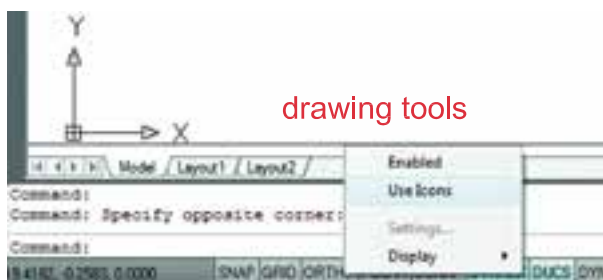 Y
X
drawing tools
Model Layout1 Layout2
Enabled
Use Icons
Settings...
Display
Command:
Command: Specify opposite corner:
Command:
SNAP GRID ORTH DUCS DYN